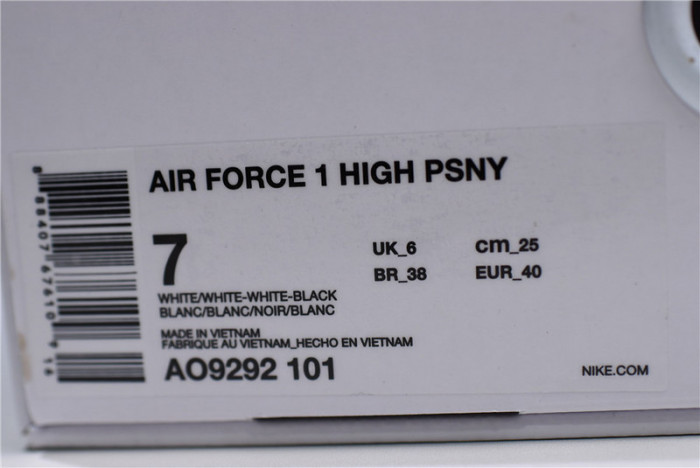 AIR FORCE 1 HIGH PSNY
7
UK_6 cm_25
BR_38 EUR_40
WHITE/WHITE-WHITE-BLACK
BLANC/BLANC/NOIR/BLANC
MADE IN VIETNAM
FABRIQUE AU VIETNAM_HECHO EN VIETNAM
AO9292 101
NIKE.COM